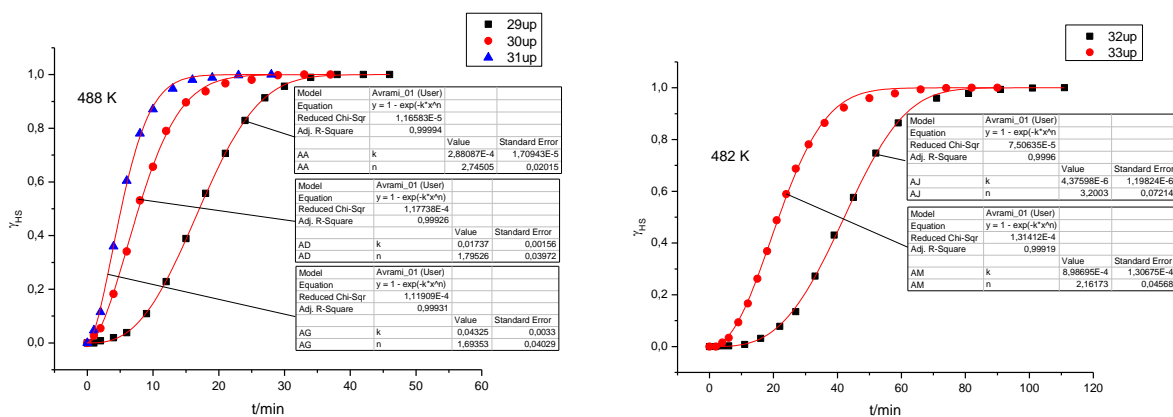 29up
30up
31up
488 K
1,0
0,8
0,6
0,4
0,2
0,0
γHS
0
10
20
30
40
50
60
t/min
Model Avrami_01 (User)
Equation y = 1 - exp(-k*x^n)
Reduced Chi-Sqr 1,16583E-5
Adj. R-Square 0,99994
Value Standard Error
AA k 2,88087E-4 1,70943E-5
AA n 2,74505 0,02015
Model Avrami_01 (User)
Equation y = 1 - exp(-k*x^n)
Reduced Chi-Sqr 1,17738E-4
Adj. R-Square 0,99926
Value Standard Error
AD k 0,01737 0,00156
AD n 1,79526 0,03972
Model Avrami_01 (User)
Equation y = 1 - exp(-k*x^n)
Reduced Chi-Sqr 1,11909E-4
Adj. R-Square 0,99931
Value Standard Error
AG k 0,04325 0,0033
AG n 1,69353 0,04029
32up
33up
482 K
1,0
0,8
0,6
0,4
0,2
0,0
γHS
0
20
40
60
80
100
120
t/min
Model Avrami_01 (User)
Equation y = 1 - exp(-k*x^n)
Reduced Chi-Sqr 7,50635E-5
Adj. R-Square 0,9996
Value Standard Error
AJ k 4,37598E-6 1,19824E-6
AJ n 3,2003 0,07214
Model Avrami_01 (User)
Equation y = 1 - exp(-k*x^n)
Reduced Chi-Sqr 1,31412E-4
Adj. R-Square 0,99919
Value Standard Error
AM k 8,98695E-4 1,30675E-4
AM n 2,16173 0,04568